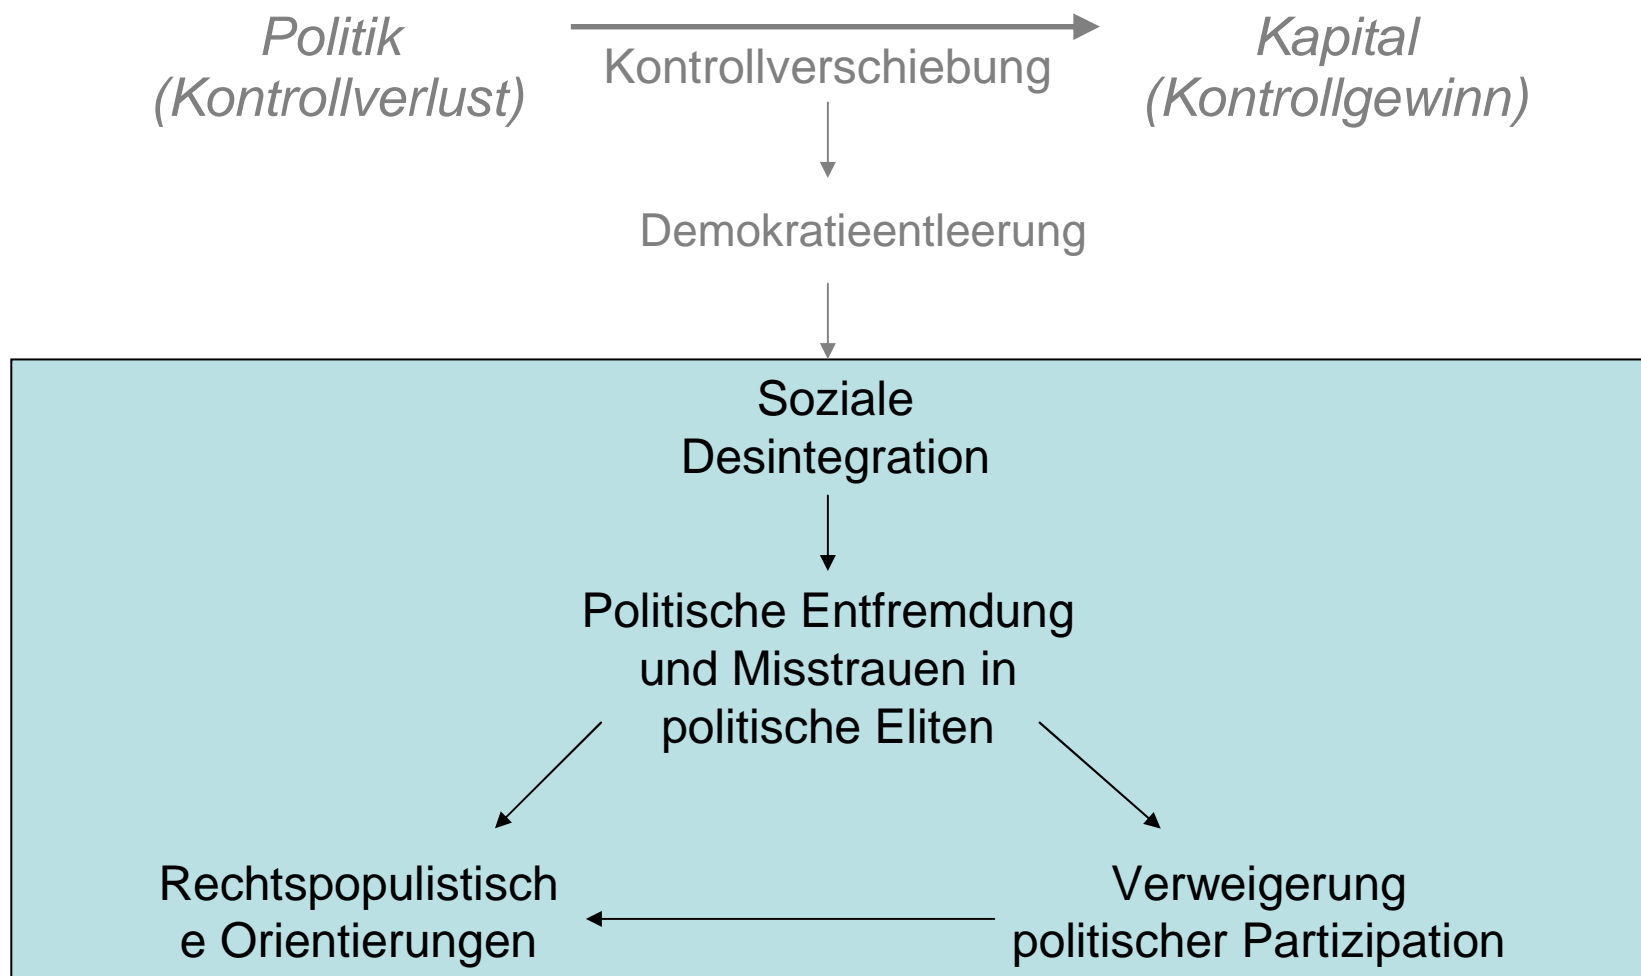 Politik
(Kontrollverlust)
Kontrollverschiebung
Kapital
(Kontrollgewinn)
Demokratieentleerung
Soziale
Desintegration
Politische Entfremdung
und Misstrauen in
politische Eliten
Rechtspopulistisch
e Orientierungen
Verweigerung
politischer Partizipation